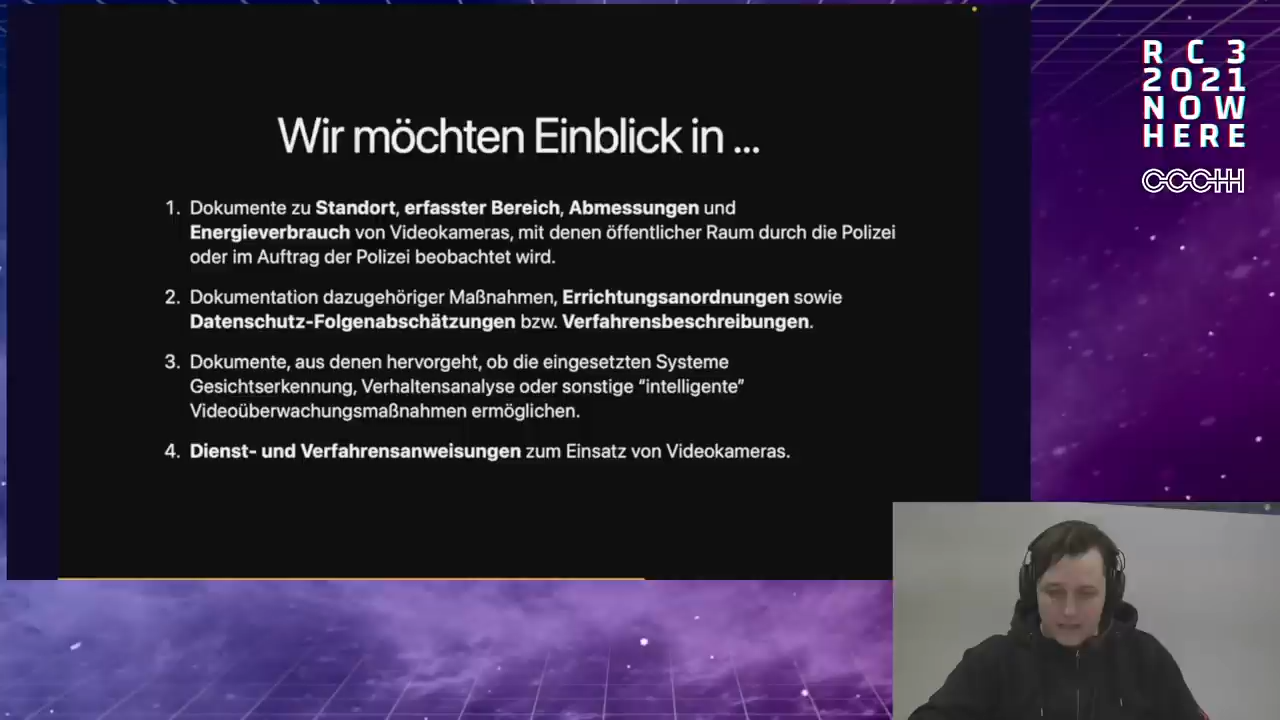 Wir möchten Einblick in ...
1. Dokumente zu Standort, erfasster Bereich, Abmessungen und
Energieverbrauch von Videokameras, mit denen öffentlicher Raum durch die Polizei
oder im Auftrag der Polizei beobachtet wird.
2. Dokumentation dazugehöriger Maßnahmen, Errichtungsanordnungen sowie
Datenschutz-Folgenabschätzungen bzw. Verfahrensbeschreibungen.
3. Dokumente, aus denen hervorgeht, ob die eingesetzten Systeme
Gesichtserkennung, Verhaltensanalyse oder sonstige “intelligente”
Videoüberwachungsmaßnahmen ermöglichen.
4. Dienst- und Verfahrensanweisungen zum Einsatz von Videokameras.
RC3
2021
NOW
HERE
CCCHH